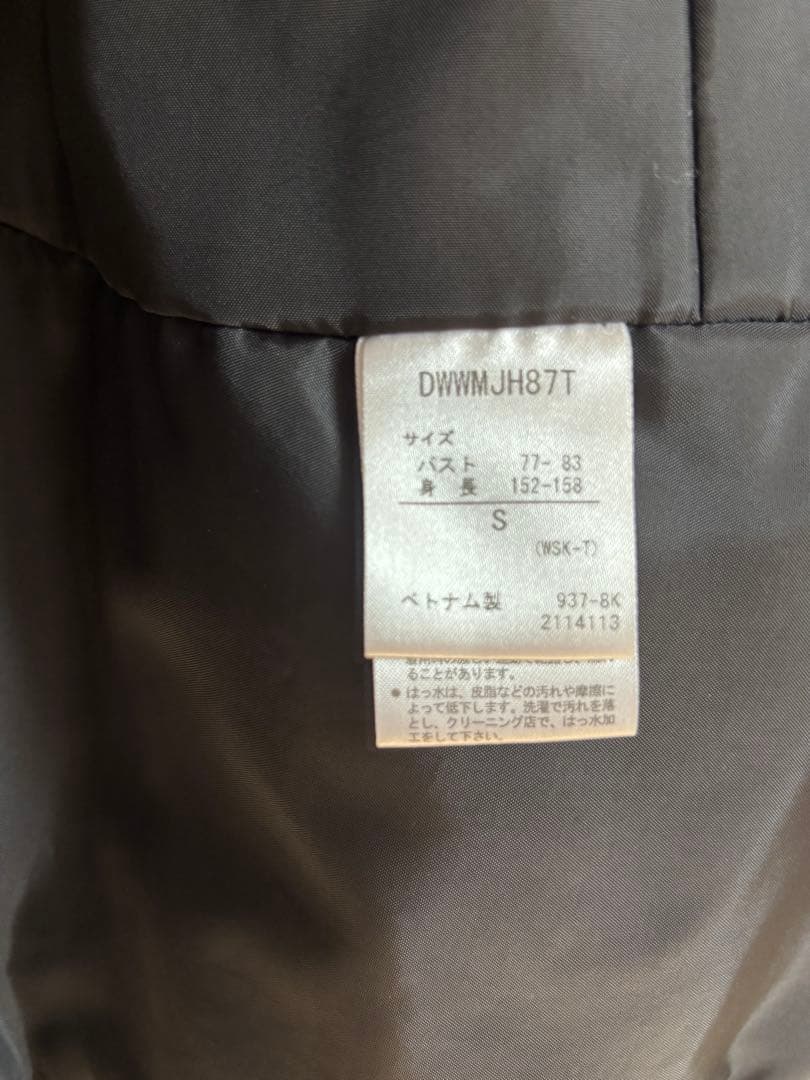 DWWMJH87T
サイズ
バスト 77- 83
身 長 152-158
S
(WSK-T)
ベトナム製 937-8K
2114113
ることがあります。
● はっ水は、皮脂などの汚れや摩擦に
よって低下します。洗濯で汚れを落
とし、クリーニング店で、はっ水加
工をして下さい。